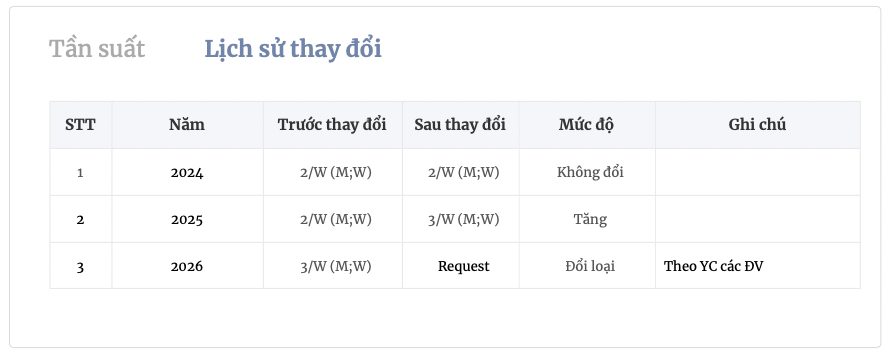 Tần suất Lịch sử thay đổi
STT Năm Trước thay đổi Sau thay đổi Mức độ Ghi chú
1 2024 2/W (M;W) 2/W (M;W) Không đổi
2 2025 2/W (M;W) 3/W (M;W) Tăng
3 2026 3/W (M;W) Request Đổi loại Theo YC các ĐV